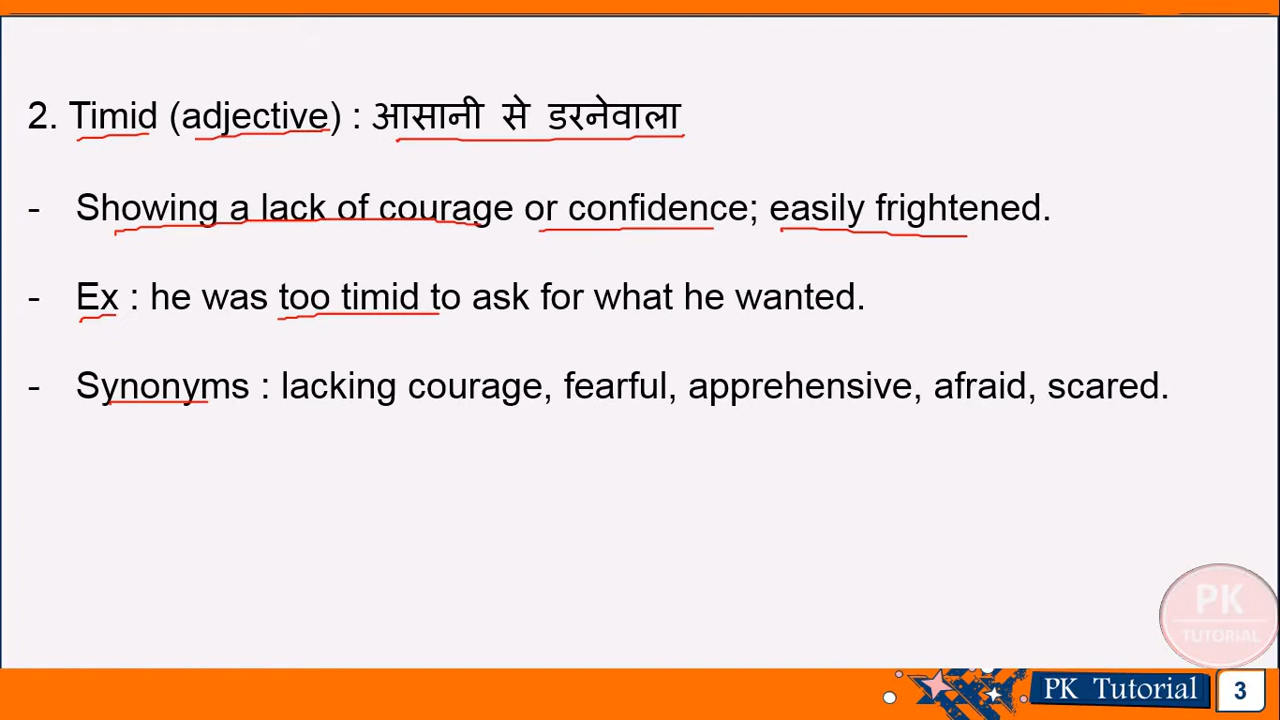 2. Timid (adjective) : आसानी से डरनेवाला
- Showing a lack of courage or confidence; easily frightened.
- Ex : he was too timid to ask for what he wanted.
- Synonyms : lacking courage, fearful, apprehensive, afraid, scared.
PK
TUTORIAL
PK Tutorial
3